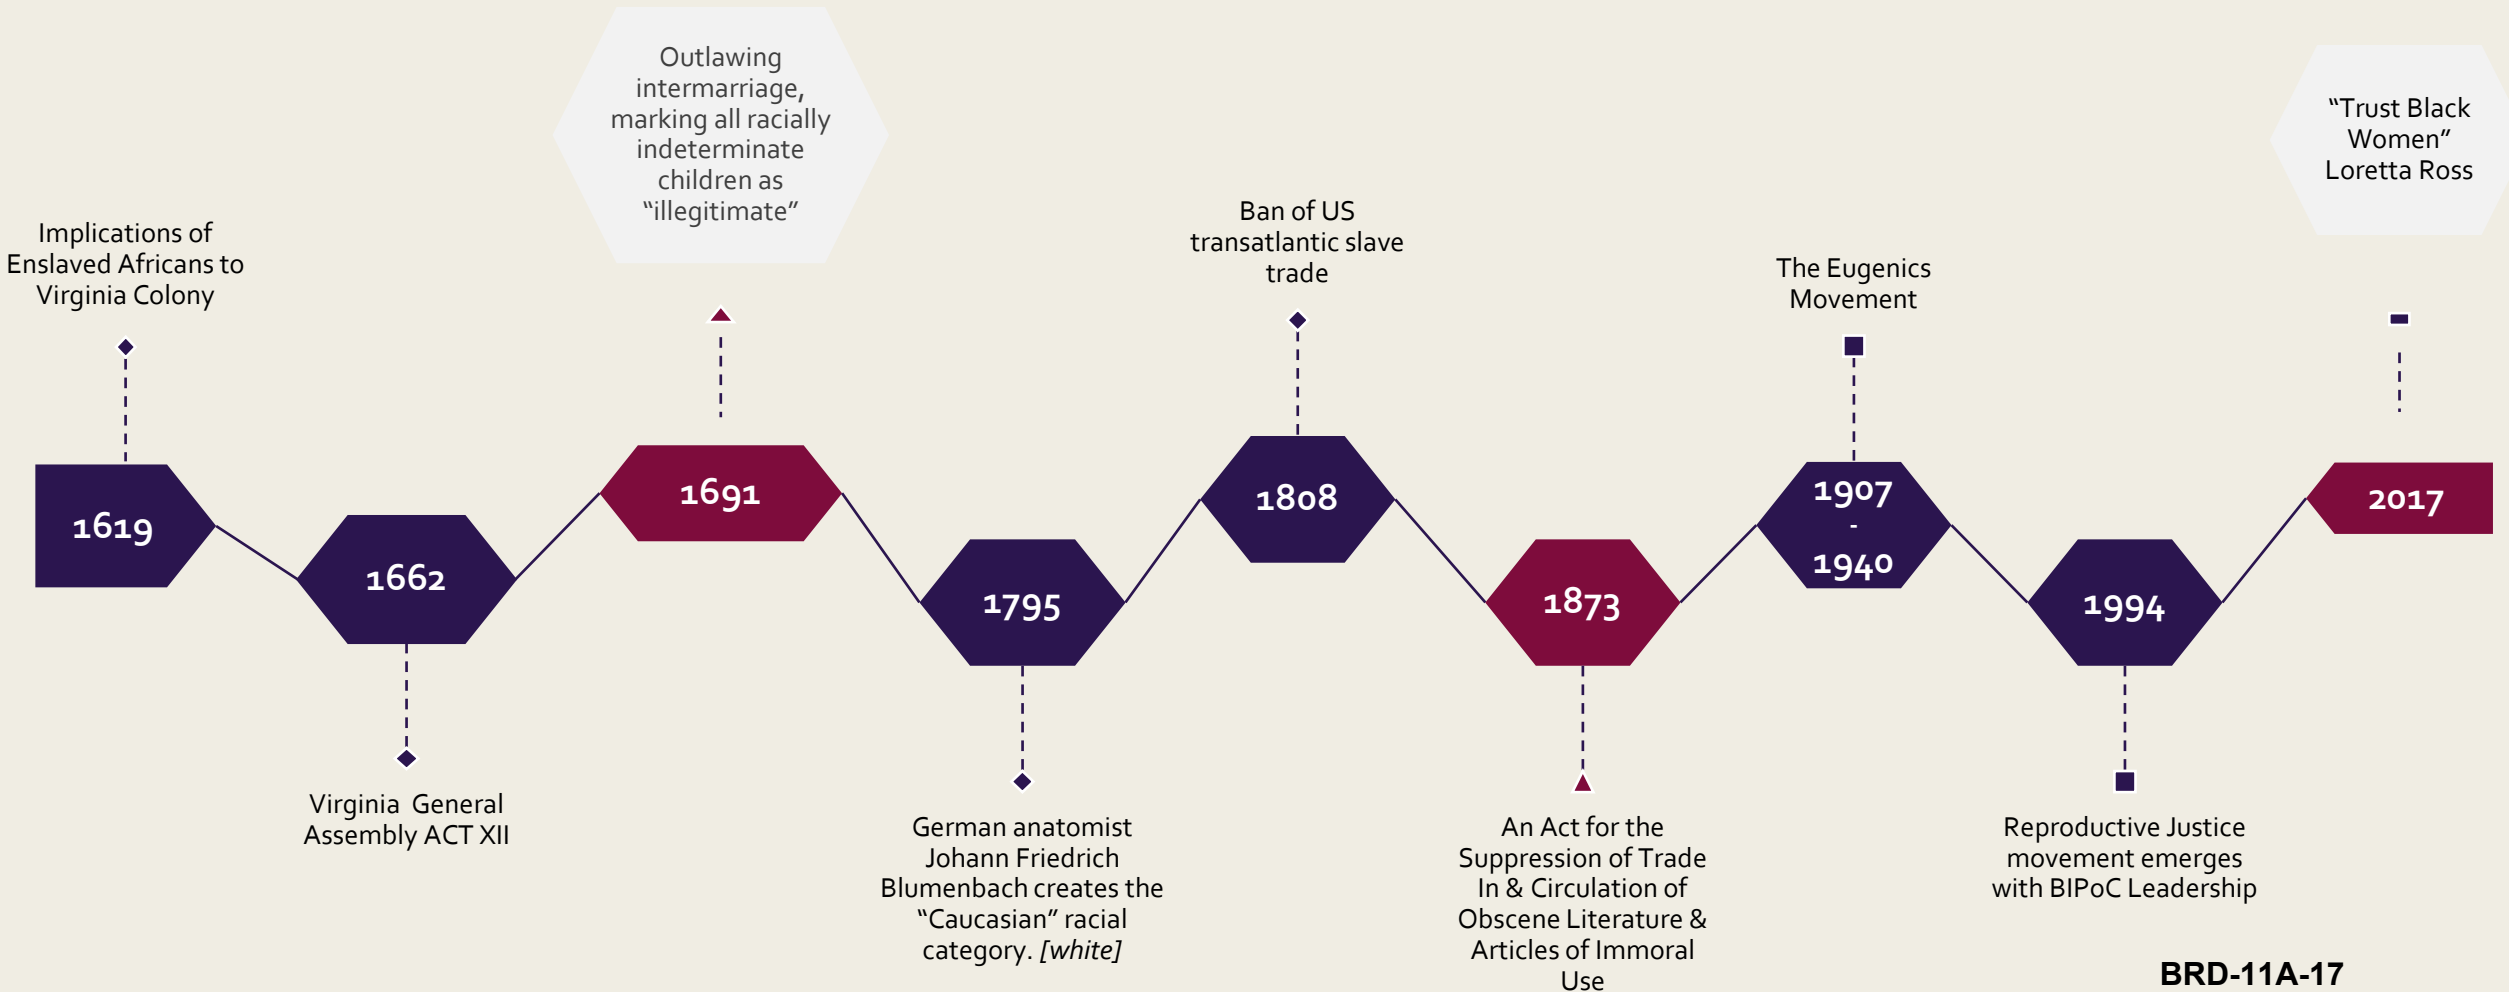 Implications of
Enslaved Africans to
Virginia Colony
1619
1662
Virginia General
Assembly ACT XII
Outlawing
intermarriage,
marking all racially
indeterminate
children as
“illegitimate”
1691
1795
German anatomist
Johann Friedrich
Blumenbach creates the
“Caucasian” racial
category. [white]
Ban of US
transatlantic slave
trade
1808
1873
An Act for the
Suppression of Trade
In & Circulation of
Obscene Literature &
Articles of Immoral
Use
The Eugenics
Movement
1907
-
1940
1994
Reproductive Justice
movement emerges
with BIPoC Leadership
“Trust Black
Women”
Loretta Ross
2017
BRD-11A-17